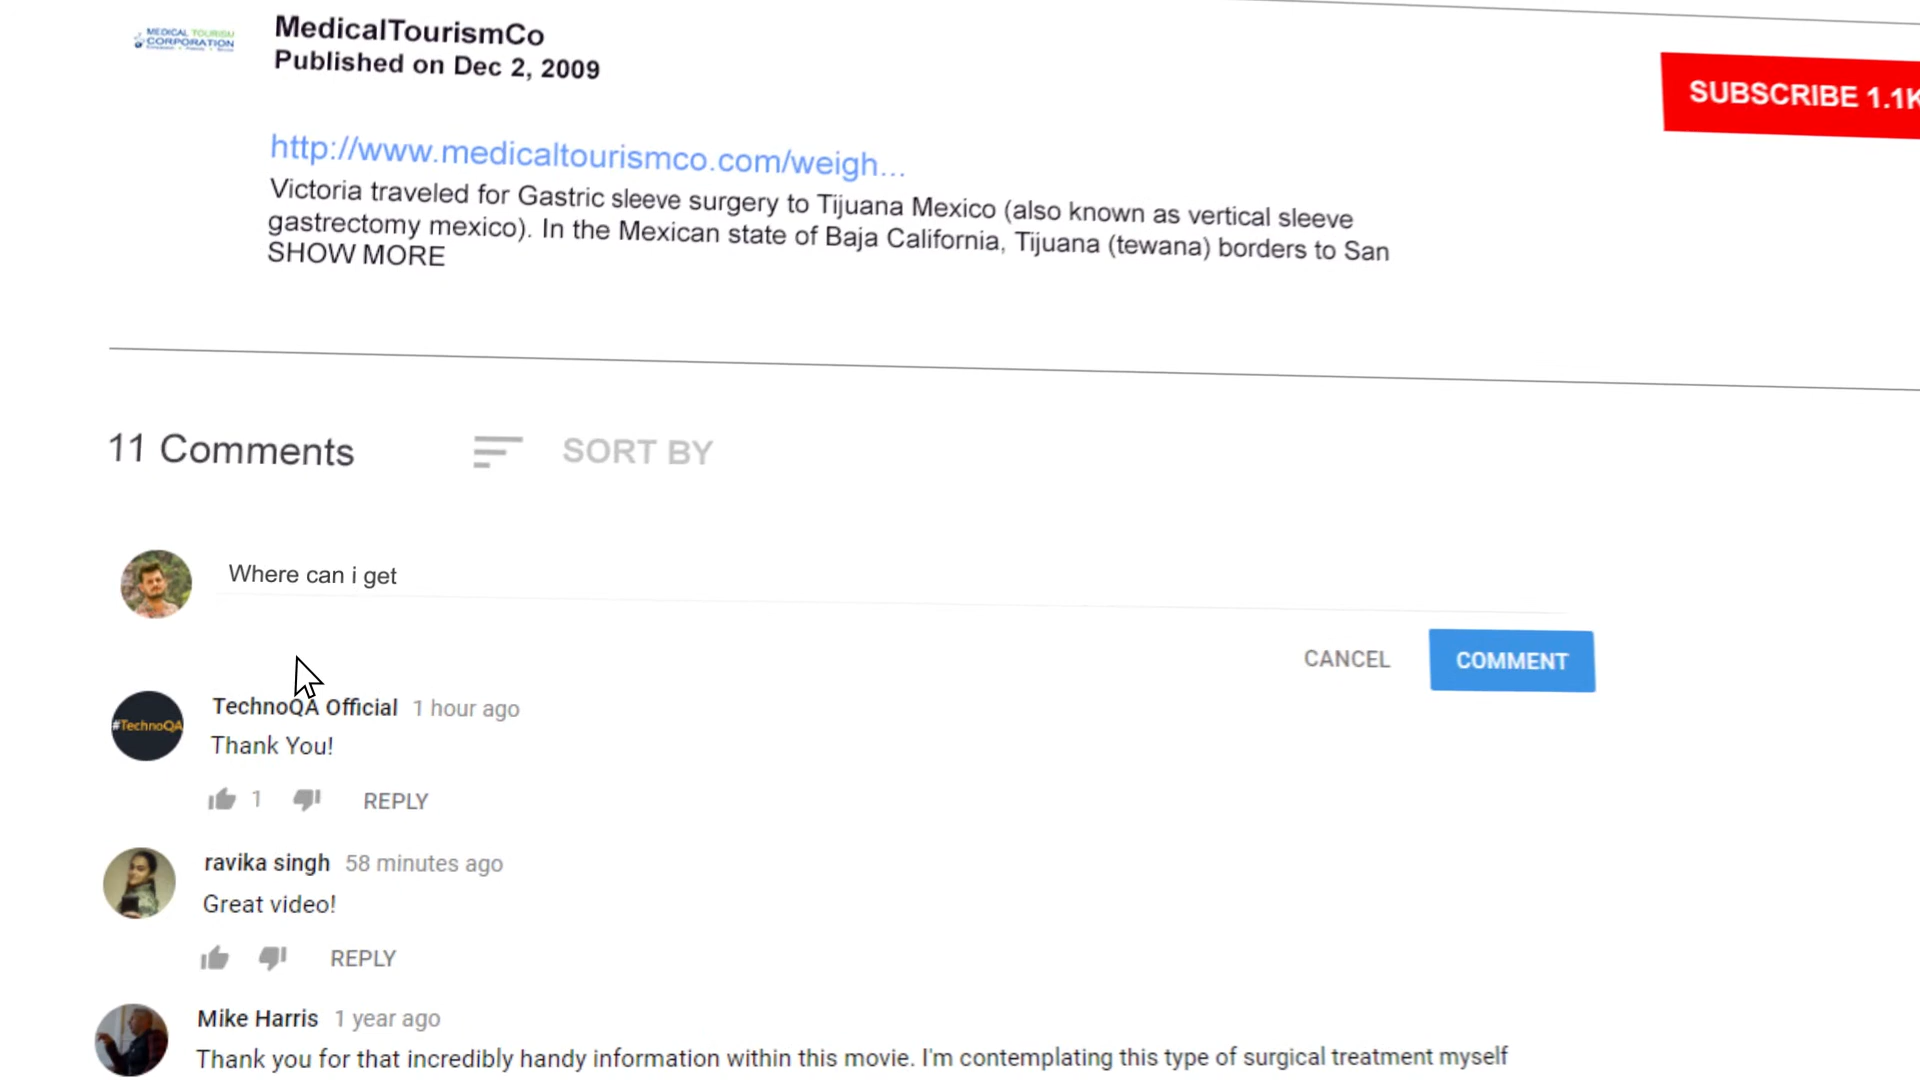 MEDICAL TOURISM
CORPORATION
MedicalTourismCo
Published on Dec 2, 2009
SUBSCRIBE 1.1K
http://www.medicaltourismco.com/weigh...
Victoria traveled for Gastric sleeve surgery to Tijuana Mexico (also known as vertical sleeve
gastrectomy mexico). In the Mexican state of Baja California, Tijuana (tewana) borders to San
SHOW MORE
11 Comments
SORT BY
Where can i get
CANCEL
COMMENT
#TechnoQA
TechnoQA Official 1 hour ago
Thank You!
1
REPLY
ravika singh 58 minutes ago
Great video!
REPLY
Mike Harris 1 year ago
Thank you for that incredibly handy information within this movie. I'm contemplating this type of surgical treatment myself